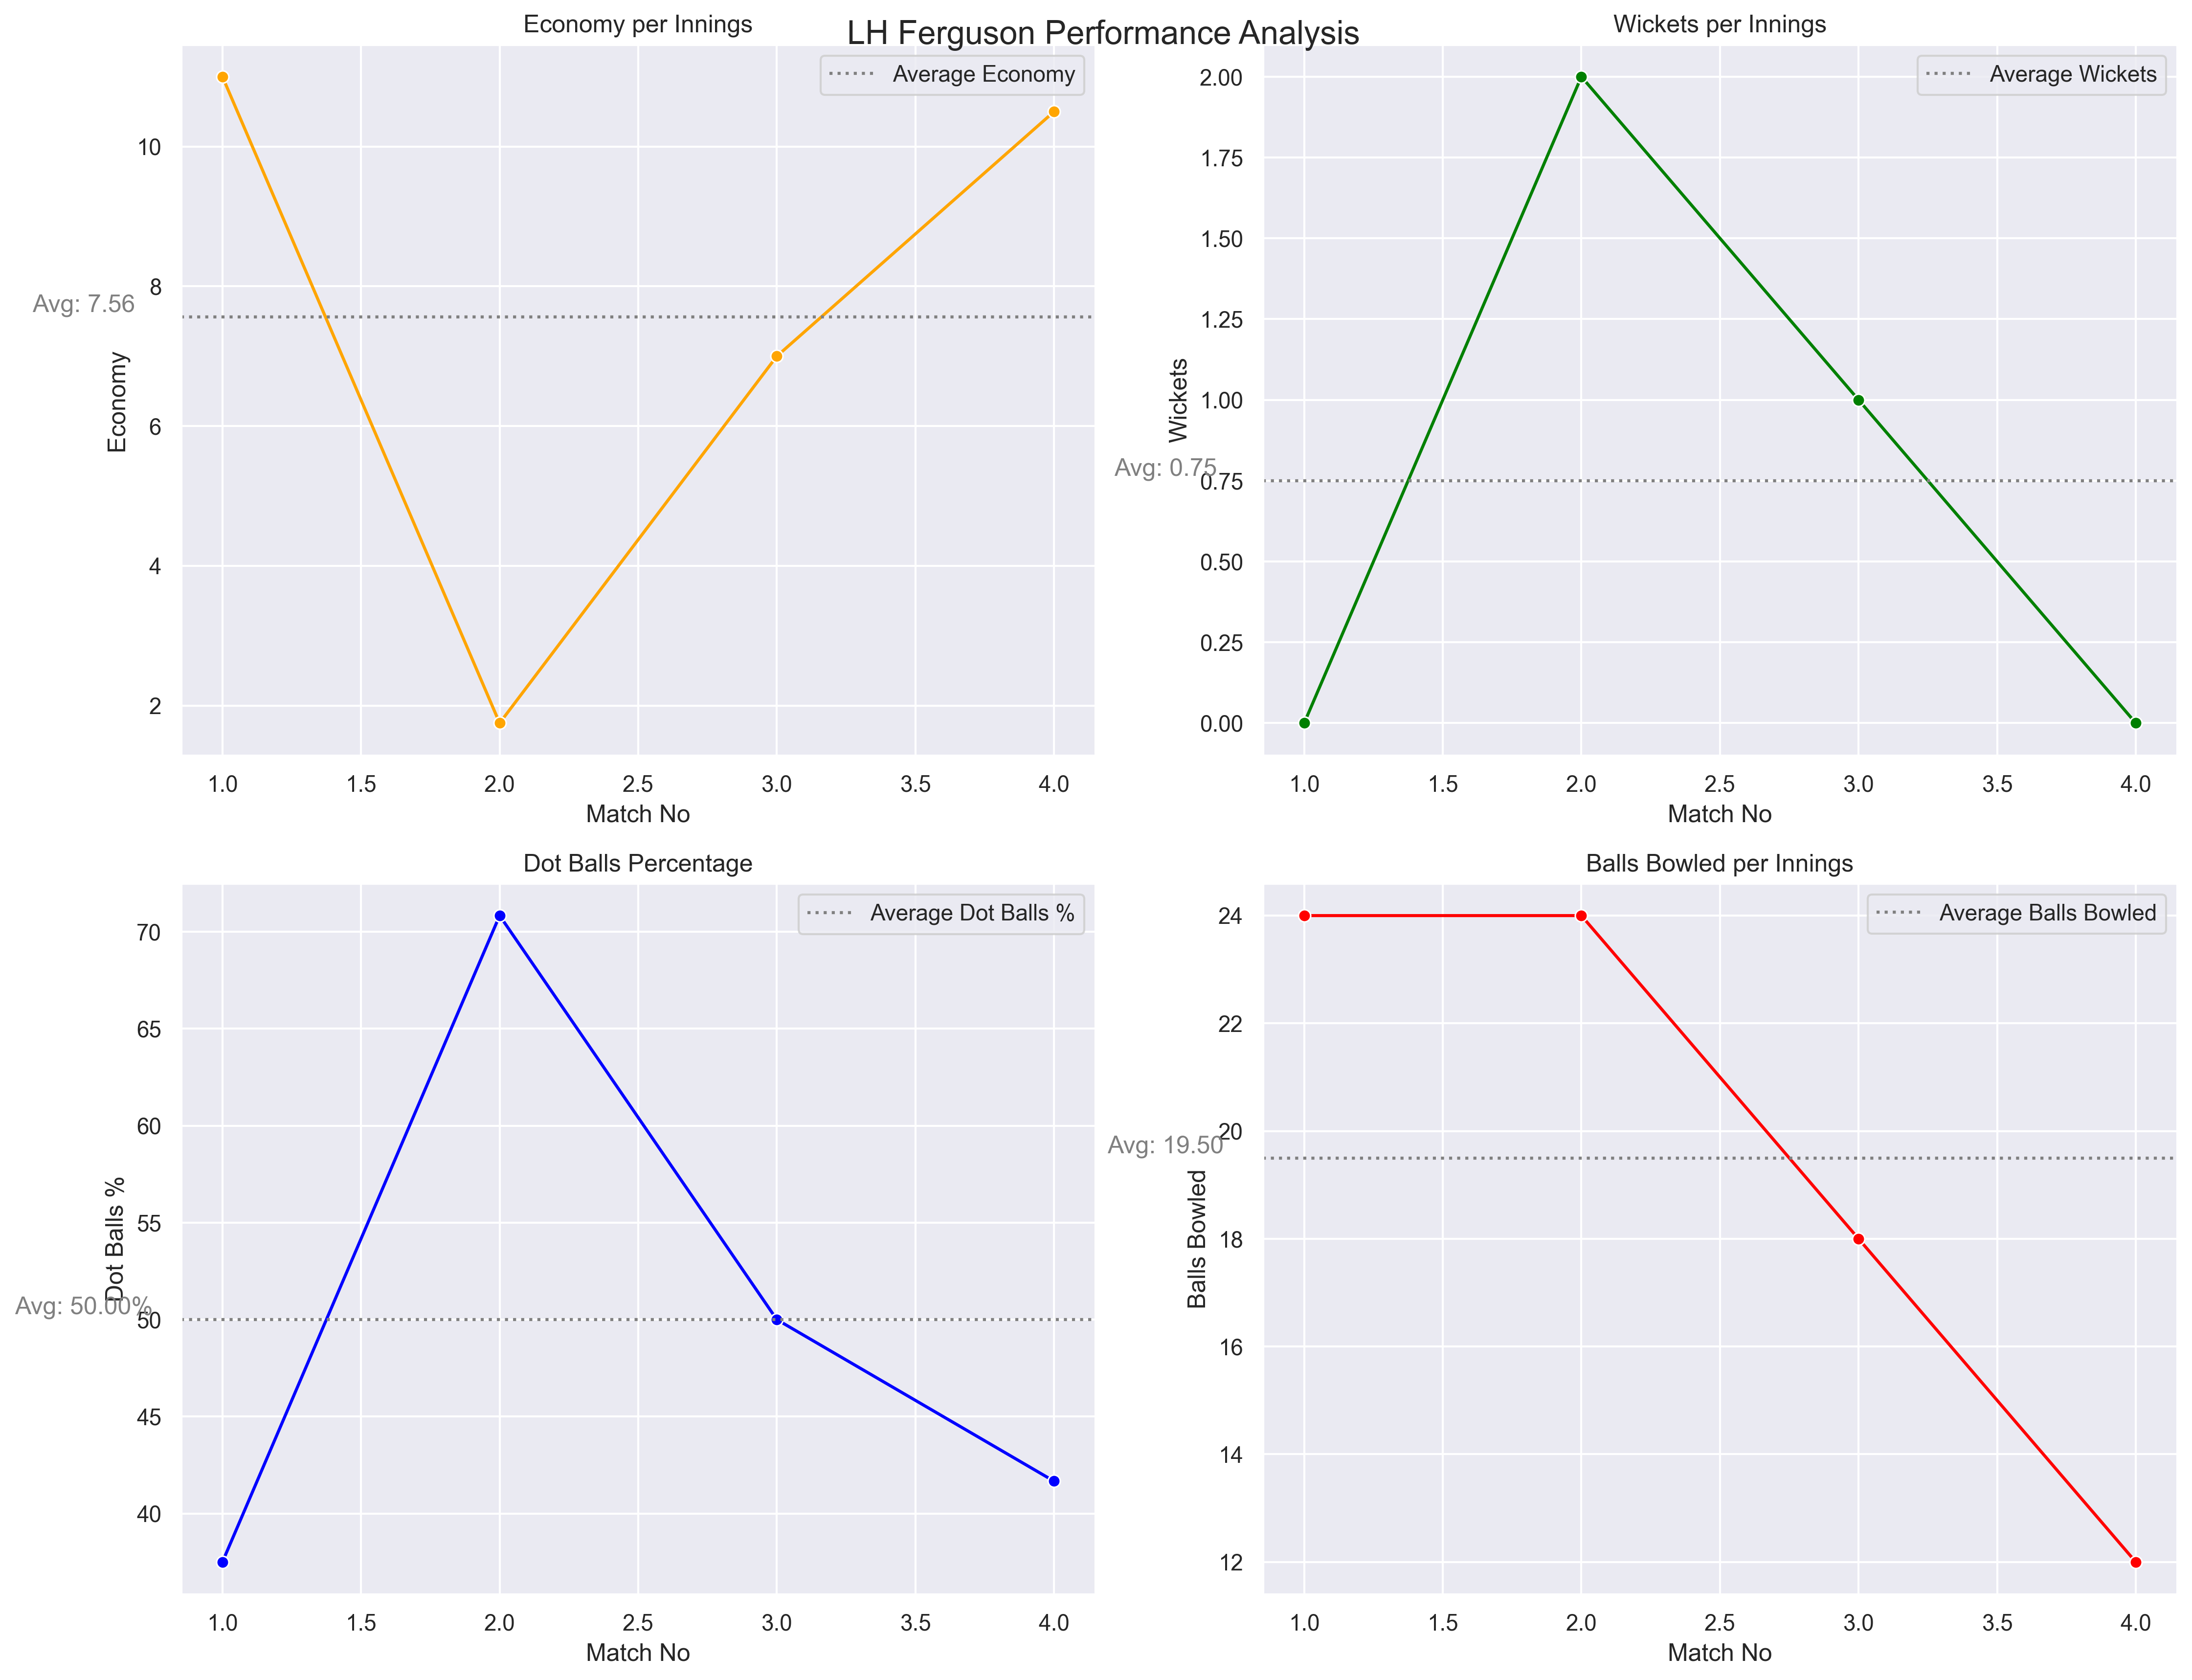 LH Ferguson Performance Analysis
Economy per Innings
Average Economy
10
8
6
4
2
Avg: 7.56
Economy
1.0 1.5 2.0 2.5 3.0 3.5 4.0
Match No
Wickets per Innings
Average Wickets
2.00
1.75
1.50
1.25
1.00
0.75
0.50
0.25
0.00
Avg: 0.75
Wickets
1.0 1.5 2.0 2.5 3.0 3.5 4.0
Match No
Dot Balls Percentage
Average Dot Balls %
70
65
60
55
50
45
40
Avg: 50.00%
Dot Balls %
1.0 1.5 2.0 2.5 3.0 3.5 4.0
Match No
Balls Bowled per Innings
Average Balls Bowled
24
22
20
18
16
14
12
Avg: 19.50
Balls Bowled
1.0 1.5 2.0 2.5 3.0 3.5 4.0
Match No